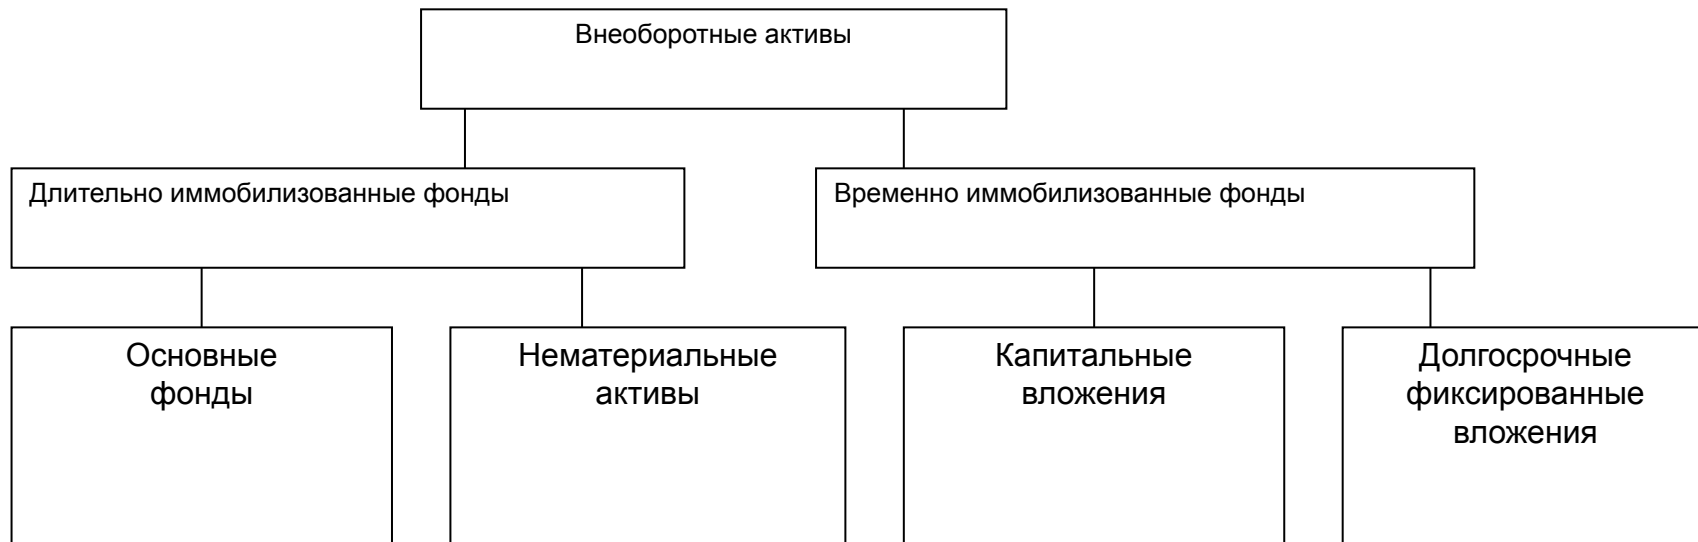 Внеоборотные активы
Длительно иммобилизованные фонды
Временно иммобилизованные фонды
Основные
фонды
Нематериальные
активы
Капитальные
вложения
Долгосрочные
фиксированные
вложения